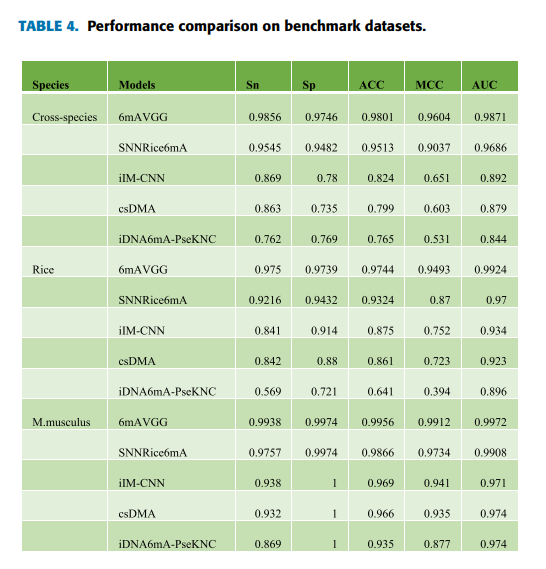 TABLE 4. Performance comparison on benchmark datasets.
Species Models Sn Sp ACC MCC AUC
Cross-species 6mAVGG 0.9856 0.9746 0.9801 0.9604 0.9871
SNNRice6mA 0.9545 0.9482 0.9513 0.9037 0.9686
iIM-CNN 0.869 0.78 0.824 0.651 0.892
csDMA 0.863 0.735 0.799 0.603 0.879
iDNA6mA-PseKNC 0.762 0.769 0.765 0.531 0.844
Rice 6mAVGG 0.975 0.9739 0.9744 0.9493 0.9924
SNNRice6mA 0.9216 0.9432 0.9324 0.87 0.97
iIM-CNN 0.841 0.914 0.875 0.752 0.934
csDMA 0.842 0.88 0.861 0.723 0.923
iDNA6mA-PseKNC 0.569 0.721 0.641 0.394 0.896
M.musculus 6mAVGG 0.9938 0.9974 0.9956 0.9912 0.9972
SNNRice6mA 0.9757 0.9974 0.9866 0.9734 0.9908
iIM-CNN 0.938 1 0.969 0.941 0.971
csDMA 0.932 1 0.966 0.935 0.974
iDNA6mA-PseKNC 0.869 1 0.935 0.877 0.974